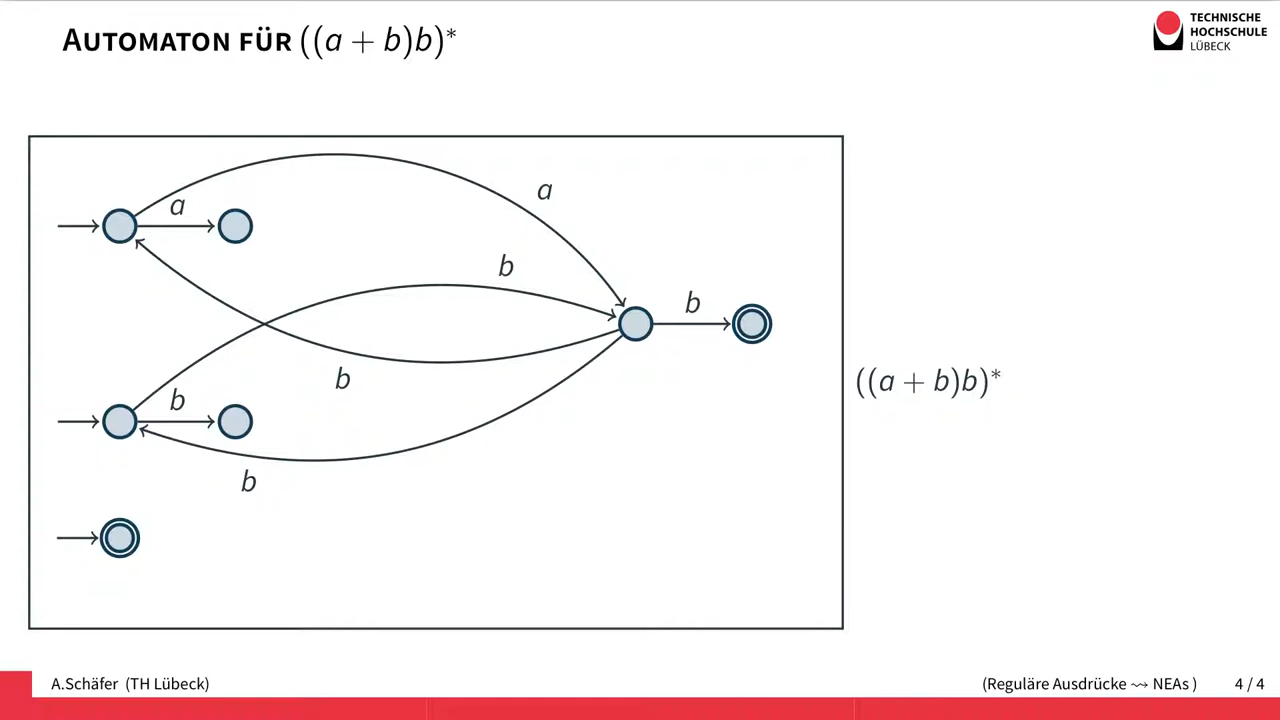 AUTOMATON FÜR ((a + b)b)*
TECHNISCHE
HOCHSCHULE
LÜBECK
a
a
b
b
b
b
b
((a + b)b)*
A.Schäfer (TH Lübeck)
(Reguläre Ausdrücke ⇝ NEAs ) 4 / 4